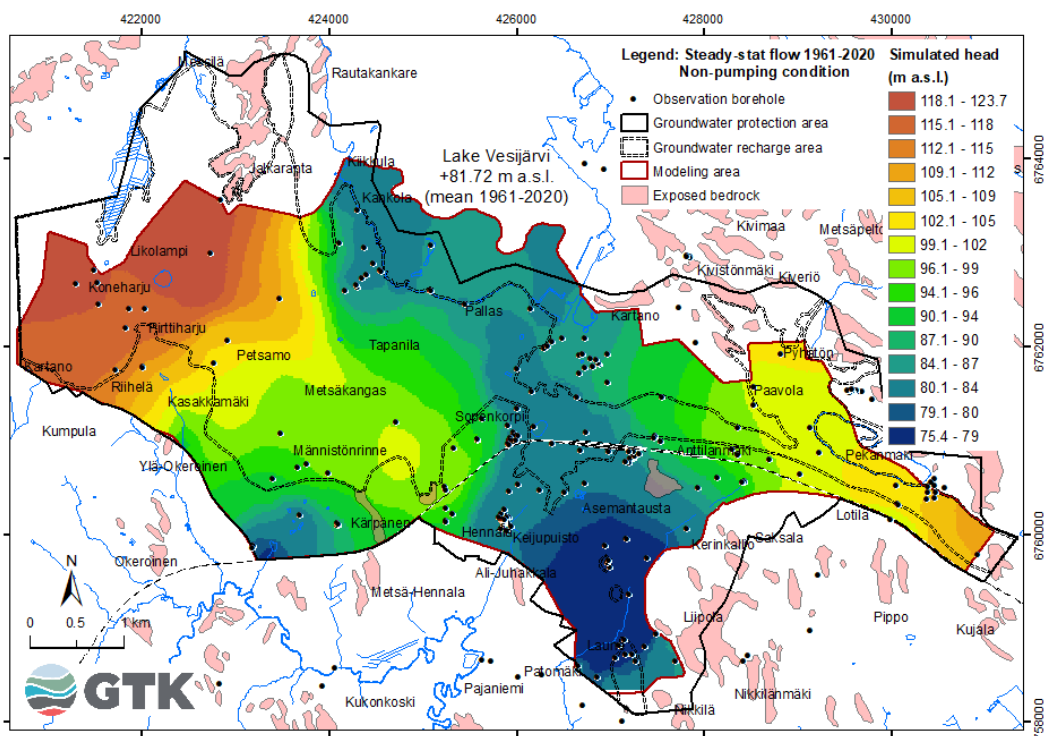 422000
424000
426000
428000
430000
Legend: Steady-stat flow 1961-2020
Non-pumping condition
Observation borehole
Groundwater protection area
Groundwater recharge area
Modeling area
Exposed bedrock
Simulated head
(m a.s.l.)
118.1 - 123.7
115.1 - 118
112.1 - 115
109.1 - 112
105.1 - 109
102.1 - 105
99.1 - 102
96.1 - 99
94.1 - 96
90.1 - 94
87.1 - 90
84.1 - 87
80.1 - 84
79.1 - 80
75.4 - 79
Messilä
Rautakankare
Jalkaranta
Kiikkula
Lake Vesijärvi
+81.72 m a.s.l.
(mean 1961-2020)
6764000
Kankola
Kivimaa
Metsäpelto
Likolampi
Kivistönmäki
Kiveriö
Koneharju
Pirttiharju
Pallas
Kartano
6762000
Petsamo
Tapanila
Pyhätön
Kartano
Riihelä
Kasakkamäki
Metsäkangas
Paavola
Kumpula
Sopenkorpi
Männistönrinne
Anttilanmäki
Pekanmäki
Ylä-Okeroinen
Kärpänen
Hennala
Keijupuisto
Asemantausta
Lotila
Kerinkallio
Saksala
6760000
Okeroinen
Ali-Juhakkala
Metsä-Hennala
N
Liipola
Pippo
Kujala
0 0.5 1 km
Laune
Patomäki
Pajaniemi
Nikkilänmäki
Kukonkoski
Nikkilä
GTK
6758000